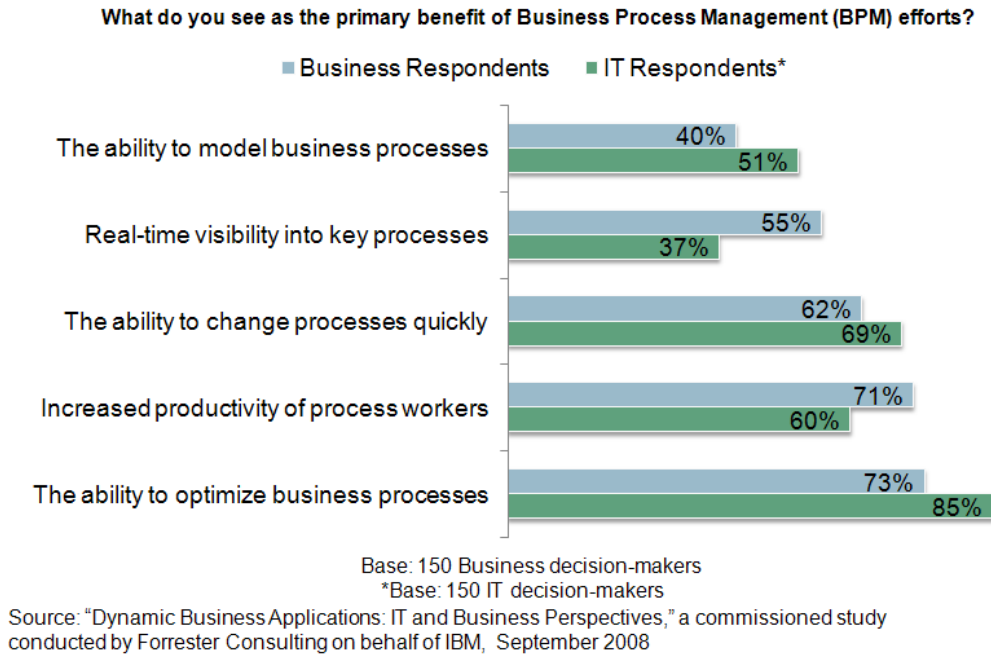 What do you see as the primary benefit of Business Process Management (BPM) efforts?
Business Respondents IT Respondents*
The ability to model business processes
40%
51%
Real-time visibility into key processes
55%
37%
The ability to change processes quickly
62%
69%
Increased productivity of process workers
71%
60%
The ability to optimize business processes
73%
85%
Base: 150 Business decision-makers
*Base: 150 IT decision-makers
Source: “Dynamic Business Applications: IT and Business Perspectives,” a commissioned study
conducted by Forrester Consulting on behalf of IBM, September 2008